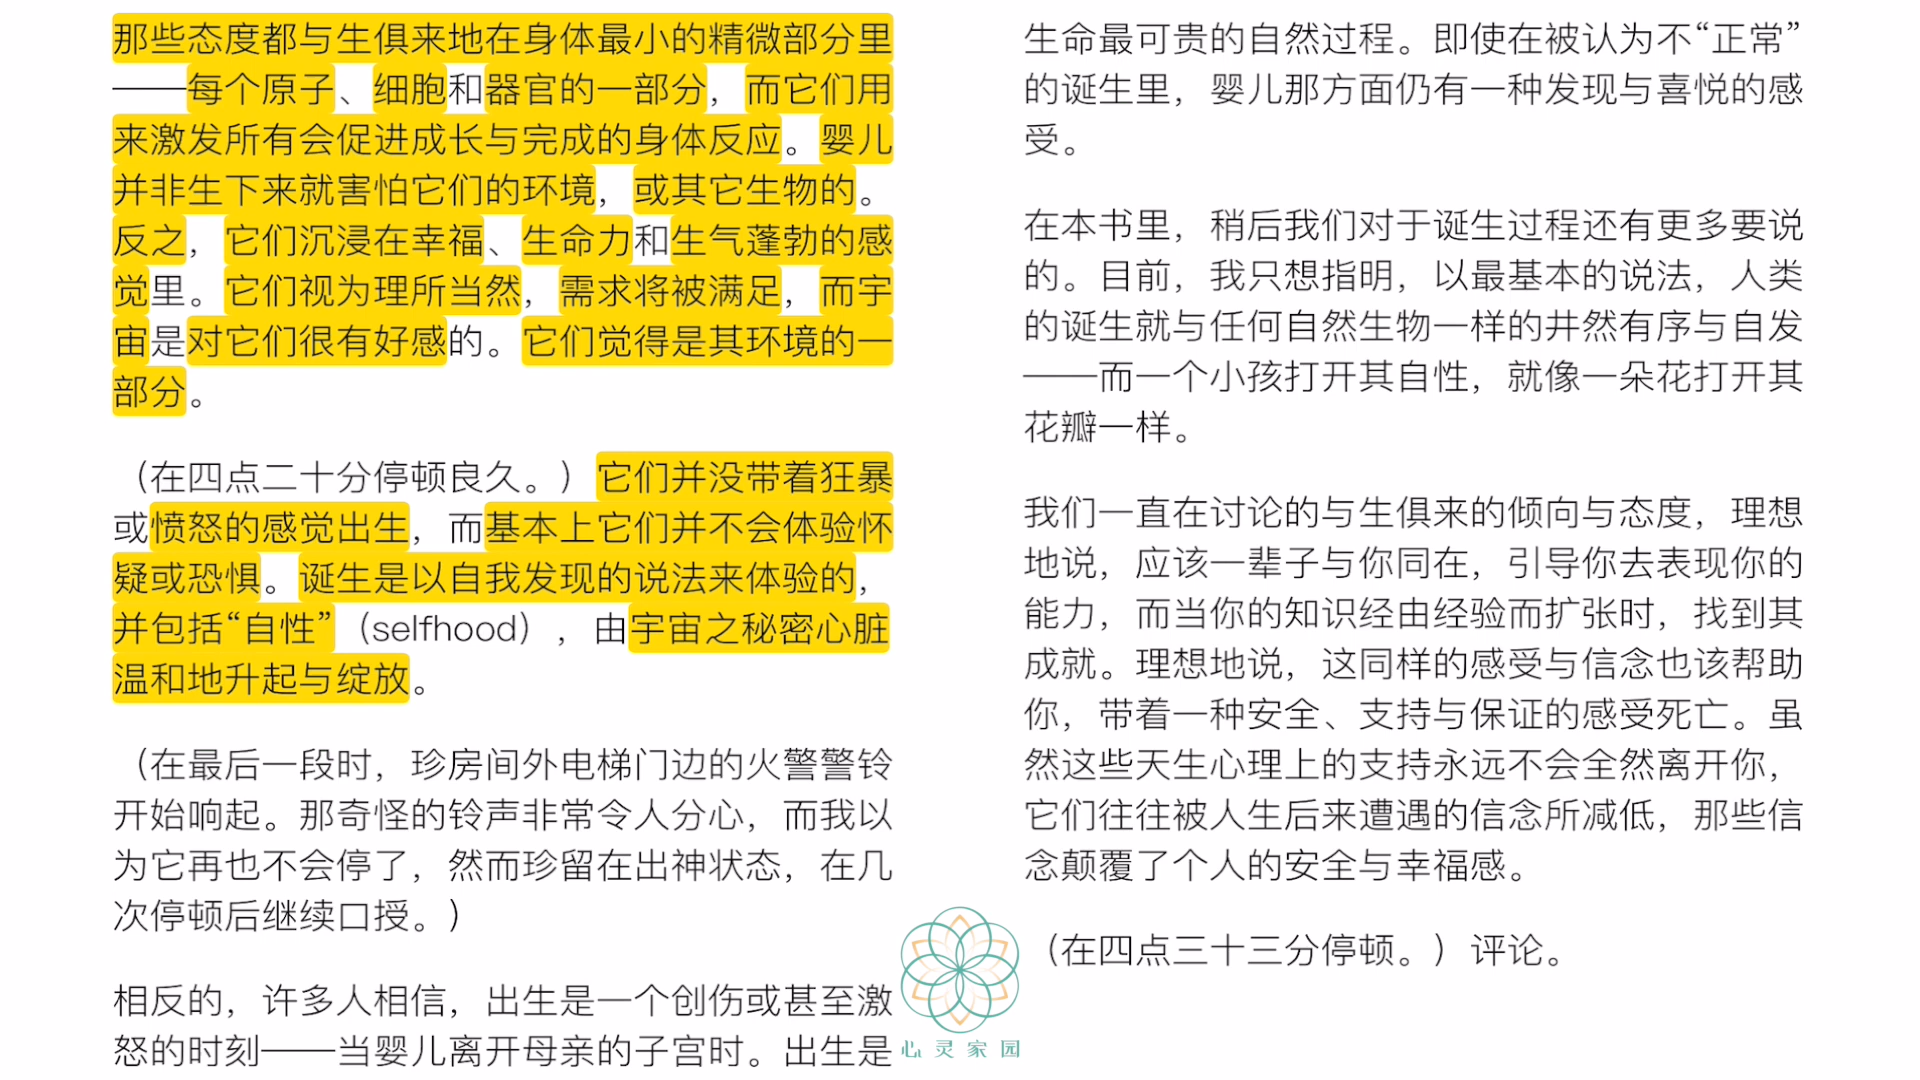 那些态度都与生俱来地在身体最小的精微部分里
——每个原子、细胞和器官的一部分，而它们用
来激发所有会促进成长与完成的身体反应。婴儿
并非生下来就害怕它们的环境，或其它生物的。
反之，它们沉浸在幸福、生命力和生气蓬勃的感
觉里。它们视为理所当然，需求将被满足，而宇
宙是对它们很有好感的。它们觉得是其环境的一
部分。
（在四点二十分停顿良久。）它们并没带着狂暴
或愤怒的感觉出生，而基本上它们并不会体验怀
疑或恐惧。诞生是以自我发现的说法来体验的，
并包括“自性”（selfhood），由宇宙之秘密心脏
温和地升起与绽放。
（在最后一段时，珍房间外电梯门边的火警警铃
开始响起。那奇怪的铃声非常令人分心，而我以
为它再也不会停了，然而珍留在出神状态，在几
次停顿后继续口授。）
相反的，许多人相信，出生是一个创伤或甚至激
怒的时刻——当婴儿离开母亲的子宫时。出生是
生命最可贵的自然过程。即使在被认为不“正常”
的诞生里，婴儿那方面仍有一种发现与喜悦的感
受。
在本书里，稍后我们对于诞生过程还有更多要说
的。目前，我只想指明，以最基本的说法，人类
的诞生就与任何自然生物一样的井然有序与自发
——而一个小孩打开其自性，就像一朵花打开其
花瓣一样。
我们一直在讨论的与生俱来的倾向与态度，理想
地说，应该一辈子与你同在，引导你去表现你的
能力，而当你的知识经由经验而扩张时，找到其
成就。理想地说，这同样的感受与信念也该帮助
你，带着一种安全、支持与保证的感受死亡。虽
然这些天生心理上的支持永远不会全然离开你，
它们往往被人生后来遭遇的信念所减低，那些信
念颠覆了个人的安全与幸福感。
（在四点三十三分停顿。）评论。
心灵家园